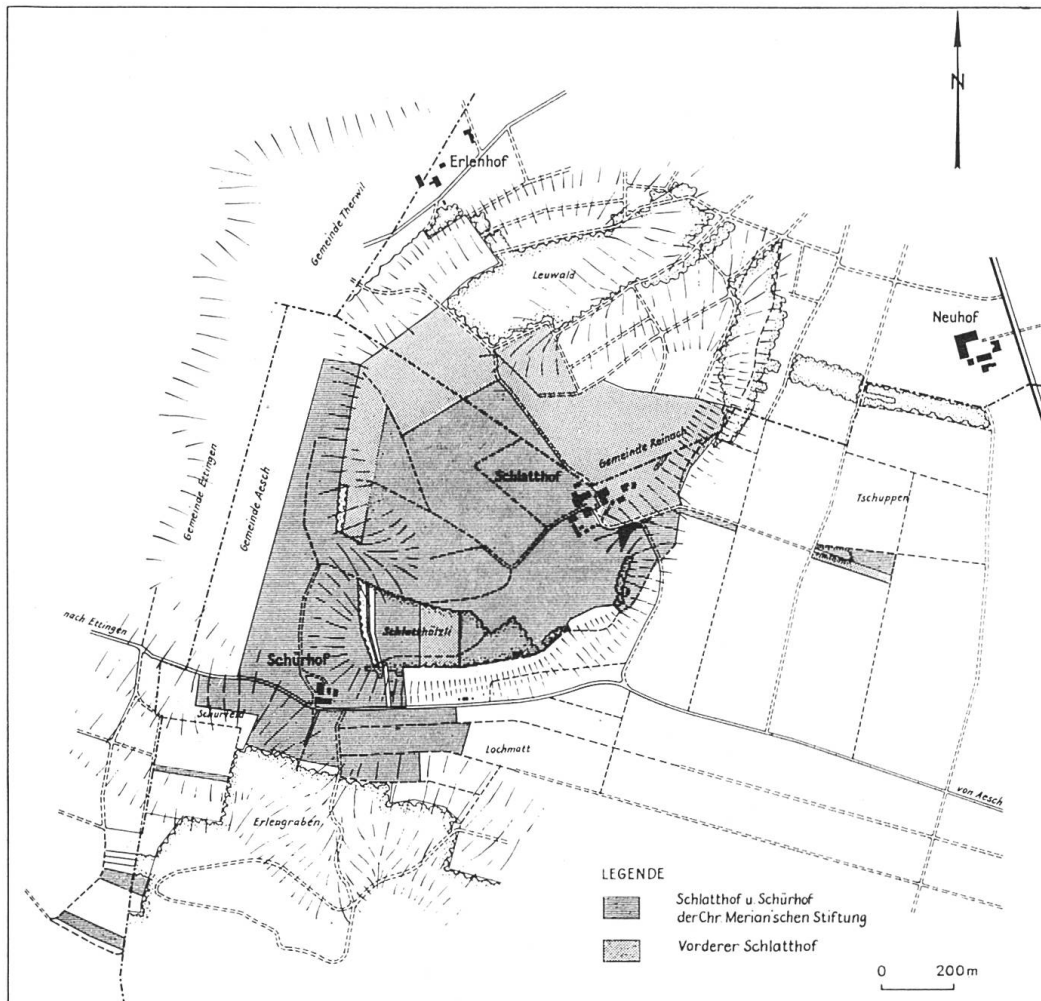 N
Erlenhof
Gemeinde Therwil
Leuwald
Neuhof
Gemeinde Ettingen
Gemeinde Aesch
Gemeinde Reinach
Schlatthof
Tschuppen
nach Ettingen
Schlatthölzli
Schürhof
Schürfeld
Lochmatt
von Aesch
Erlengraben
LEGENDE
Schlatthof u. Schürhof
der Chr. Merian'schen Stiftung
Vorderer Schlatthof
0 200m